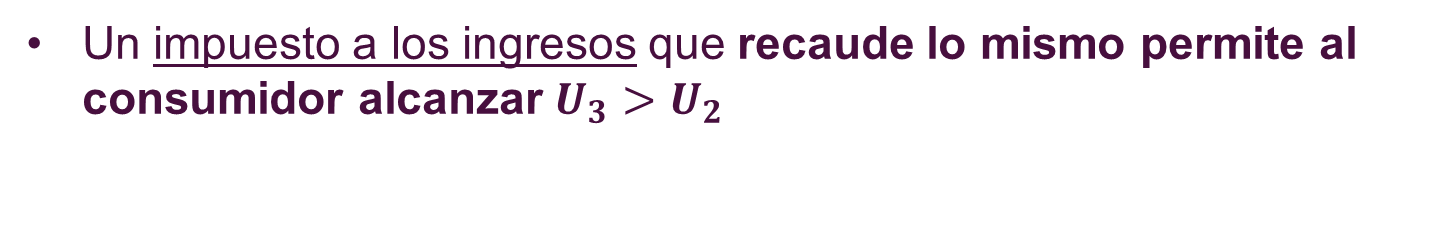 • Un impuesto a los ingresos que recaude lo mismo permite al
consumidor alcanzar U₃ > U₂